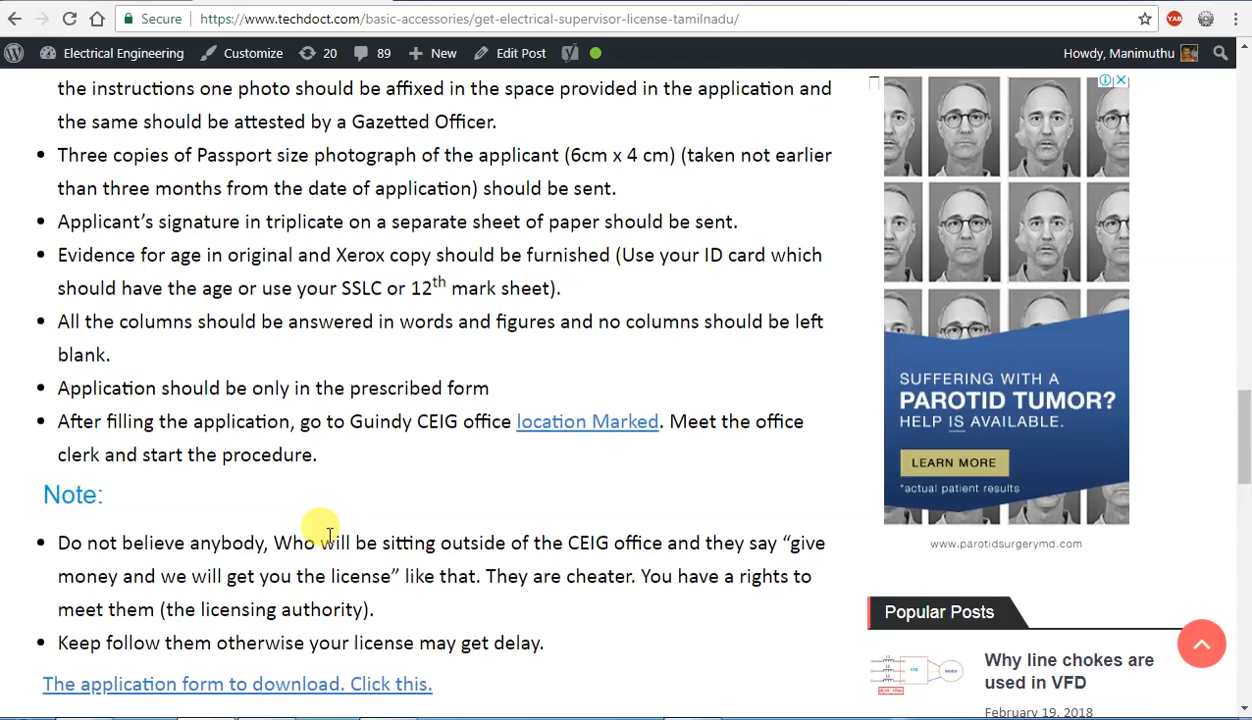 Secure
https://www.techdoct.com/basic-accessories/get-electrical-supervisor-license-tamilnadu/
YAB
Electrical Engineering
Customize
20
89
New
Edit Post
Howdy, Manimuthu
the instructions one photo should be affixed in the space provided in the application and
the same should be attested by a Gazetted Officer.
Three copies of Passport size photograph of the applicant (6cm x 4 cm) (taken not earlier
than three months from the date of application) should be sent.
Applicant’s signature in triplicate on a separate sheet of paper should be sent.
Evidence for age in original and Xerox copy should be furnished (Use your ID card which
should have the age or use your SSLC or 12th mark sheet).
All the columns should be answered in words and figures and no columns should be left
blank.
Application should be only in the prescribed form
After filling the application, go to Guindy CEIG office location Marked. Meet the office
clerk and start the procedure.
Note:
Do not believe anybody, Who will be sitting outside of the CEIG office and they say “give
money and we will get you the license” like that. They are cheater. You have a rights to
meet them (the licensing authority).
Keep follow them otherwise your license may get delay.
The application form to download. Click this.
SUFFERING WITH A
PAROTID TUMOR?
HELP IS AVAILABLE.
LEARN MORE
*actual patient results
www.parotidsurgerymd.com
Popular Posts
Why line chokes are
used in VFD
February 19, 2018